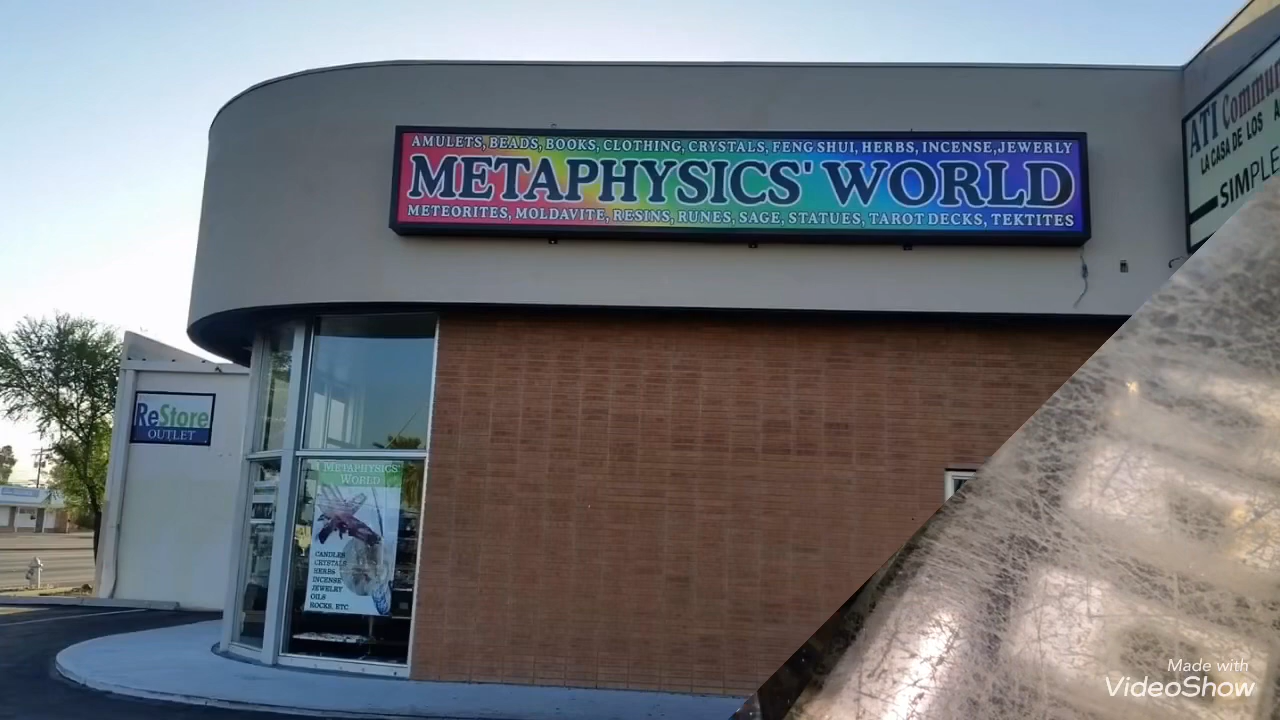 AMULETS, BEADS, BOOKS, CLOTHING, CRYSTALS, FENG SHUI, HERBS, INCENSE, JEWERLY
METAPHYSICS' WORLD
METEORITES, MOLDAVITE, RESINS, RUNES, SAGE, STATUES, TAROT DECKS, TEKTITES
ATI
LA CASA DE LOS
ReStore
OUTLET
METAPHYSICS'
WORLD
CANDLES
CRYSTALS
HERBS
INCENSE
JEWELRY
OILS
ROCKS, ETC.
Made with
VideoShow